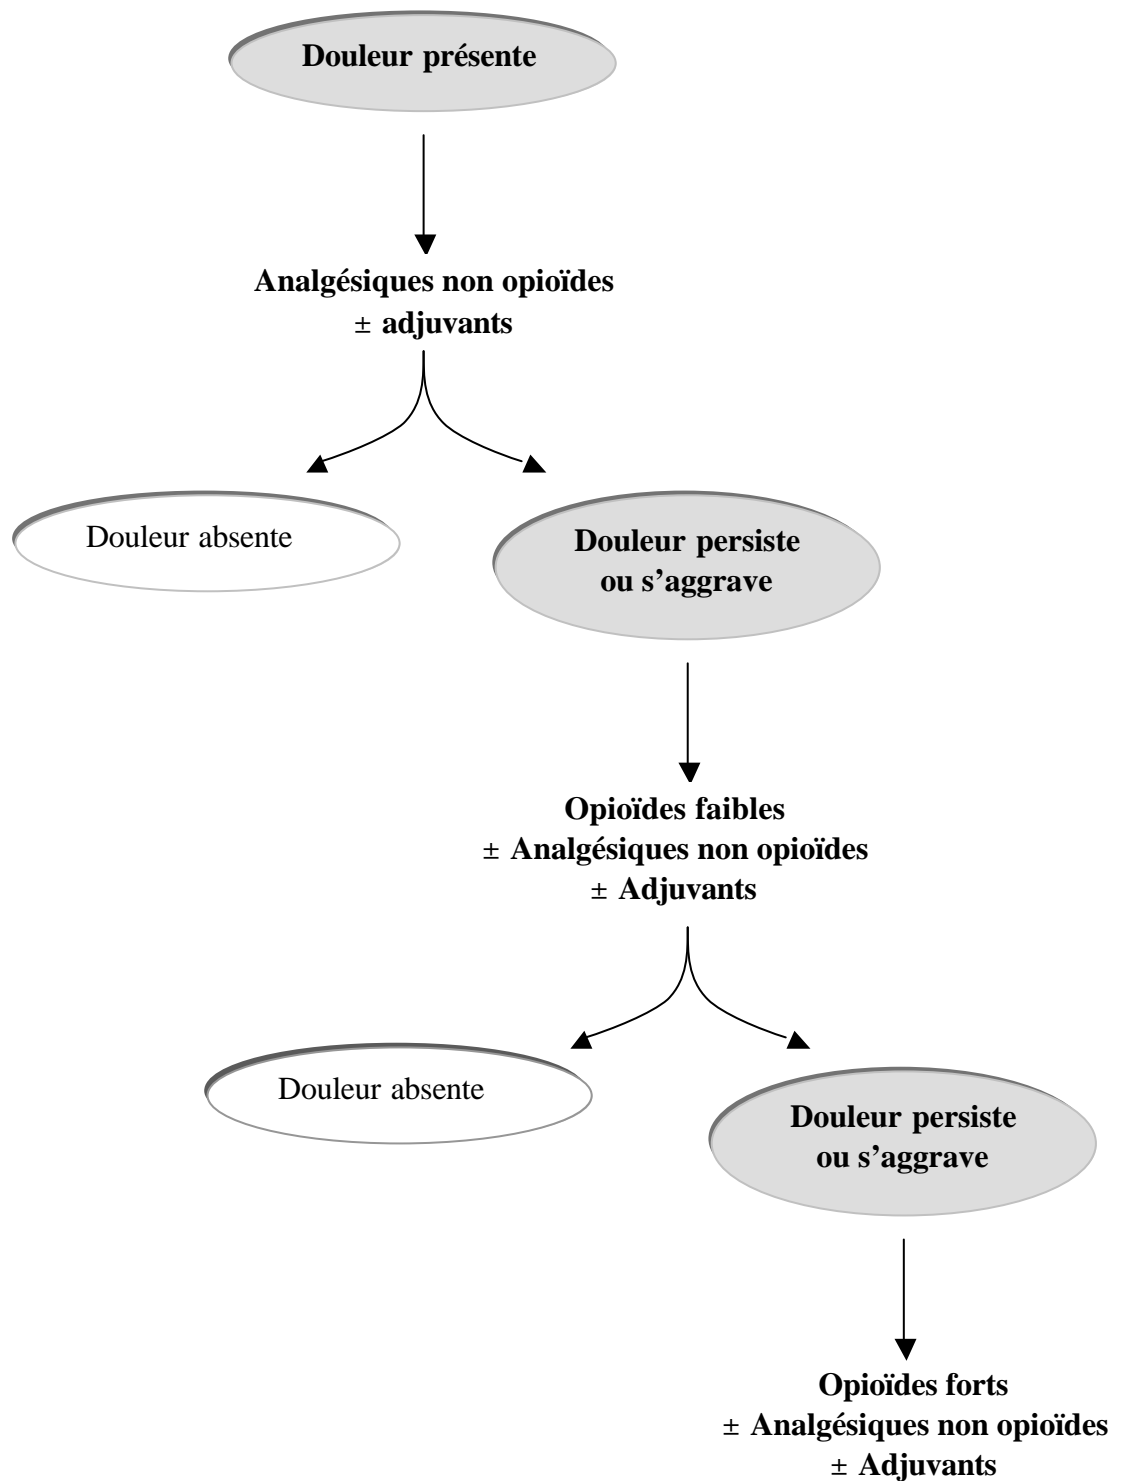 Douleur présente
Analgésiques non opioïdes
± adjuvants
Douleur absente
Douleur persiste
ou s’aggrave
Opioïdes faibles
± Analgésiques non opioïdes
± Adjuvants
Douleur absente
Douleur persiste
ou s’aggrave
Opioïdes forts
± Analgésiques non opioïdes
± Adjuvants